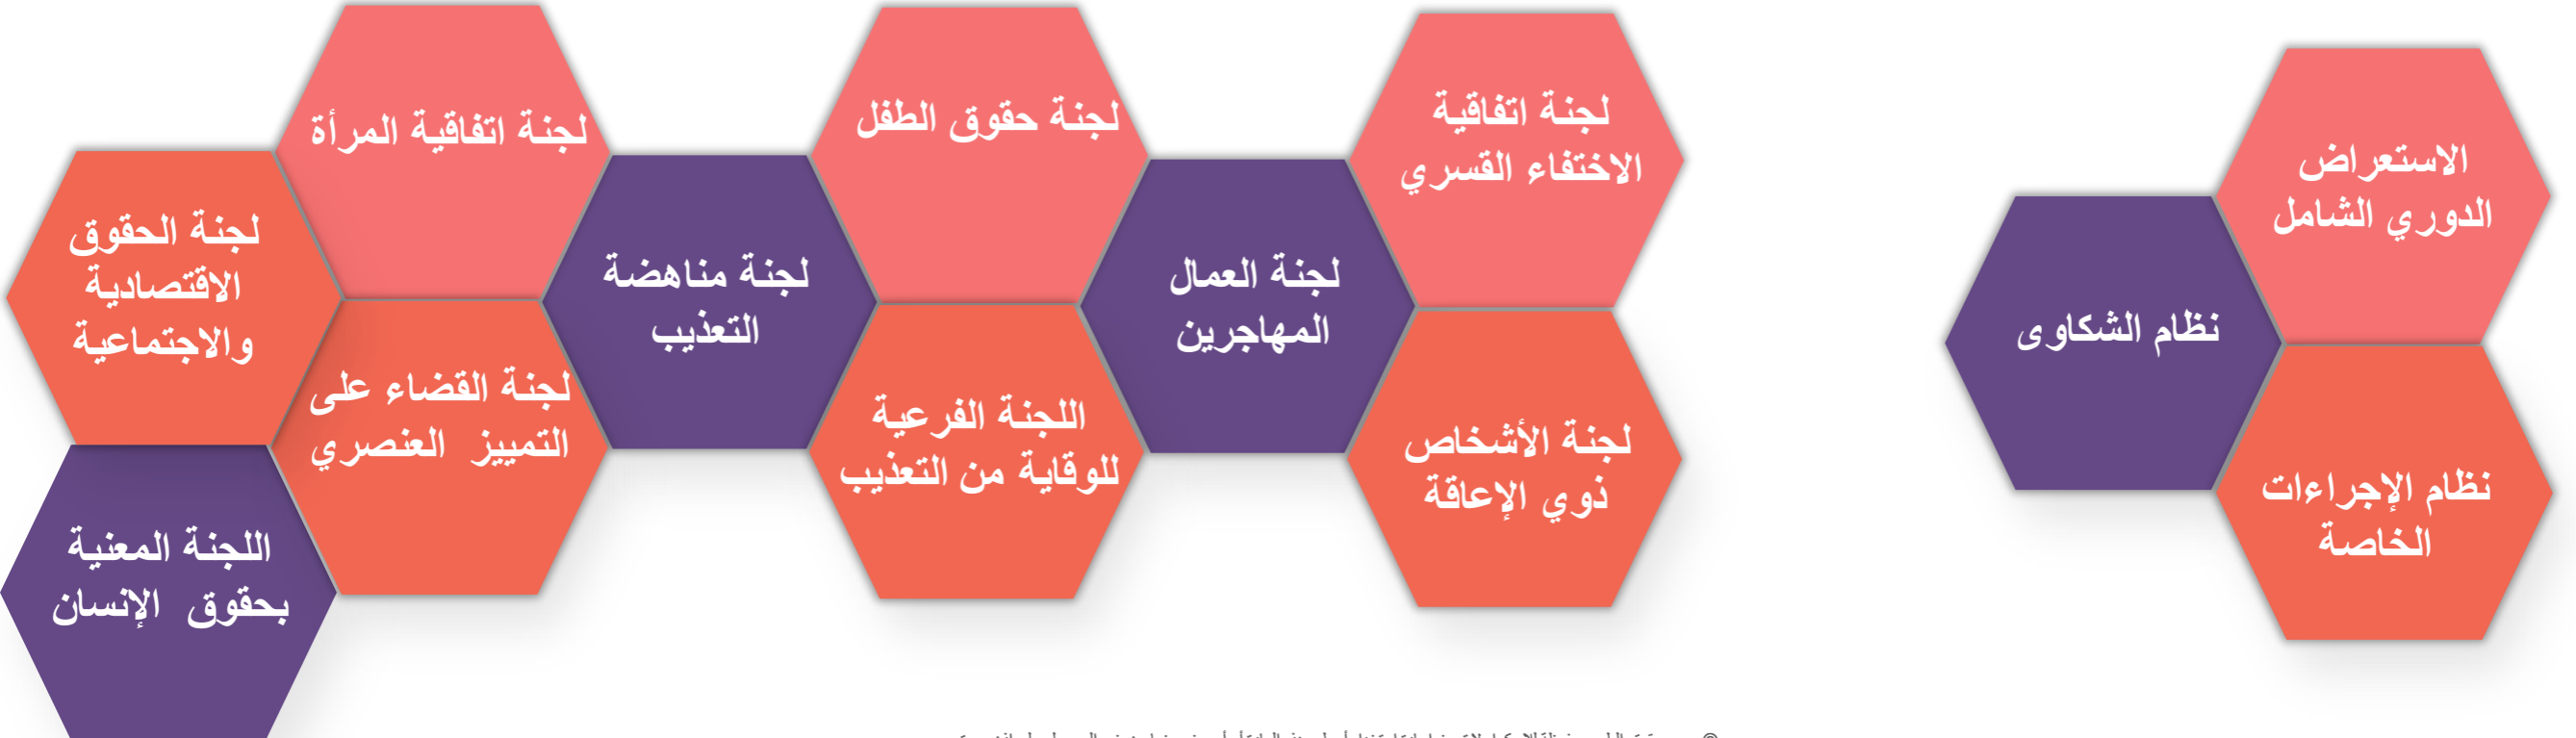 الاستعراض
الدوري الشامل
نظام الشكاوى
نظام الإجراءات
الخاصة
لجنة اتفاقية
الاختفاء القسري
لجنة الأشخاص
ذوي الإعاقة
لجنة العمال
المهاجرين
لجنة حقوق الطفل
اللجنة الفرعية
للوقاية من التعذيب
لجنة مناهضة
التعذيب
لجنة اتفاقية المرأة
لجنة القضاء على
التمييز العنصري
لجنة الحقوق
الاقتصادية
والاجتماعية
اللجنة المعنية
بحقوق الإنسان